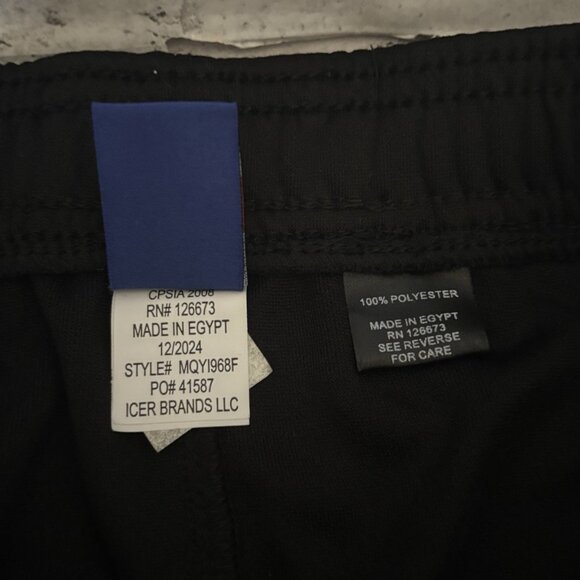 CPSIA 2008
RN# 126673
MADE IN EGYPT
12/2024
STYLE# MQYI968F
PO# 41587
ICER BRANDS LLC
100% POLYESTER
MADE IN EGYPT
RN 126673
SEE REVERSE
FOR CARE